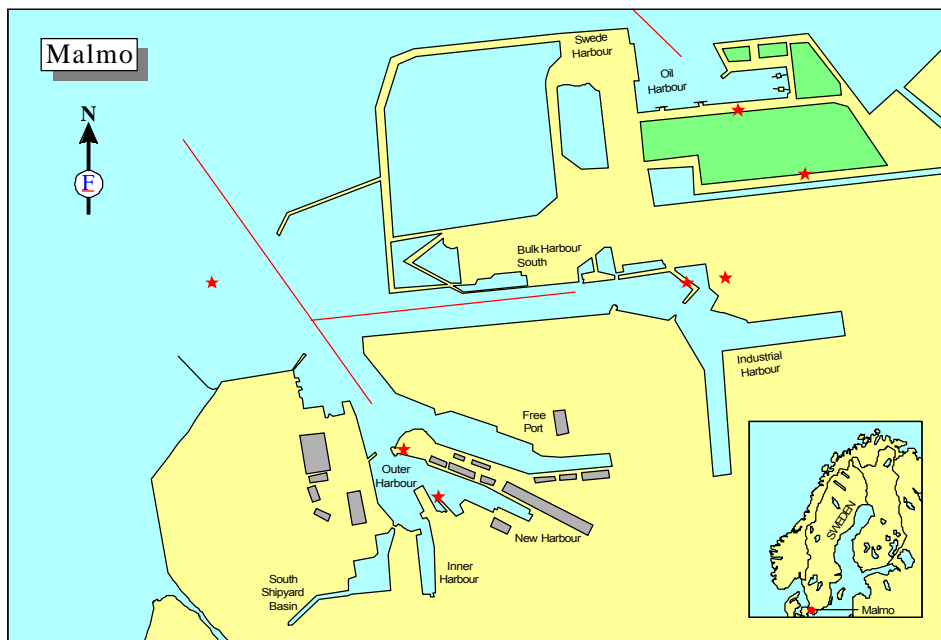 Malmo
N
F
Swede
Harbour
Oil
Harbour
Bulk Harbour
South
Industrial
Harbour
Free
Port
Outer
Harbour
New Harbour
Inner
Harbour
South
Shipyard
Basin
SWEDEN
Malmo